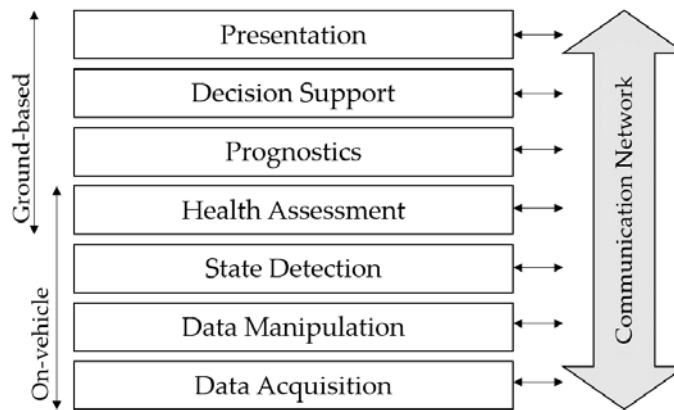 Presentation
Decision Support
Prognostics
Health Assessment
State Detection
Data Manipulation
Data Acquisition
Ground-based
On-vehicle
Communication Network